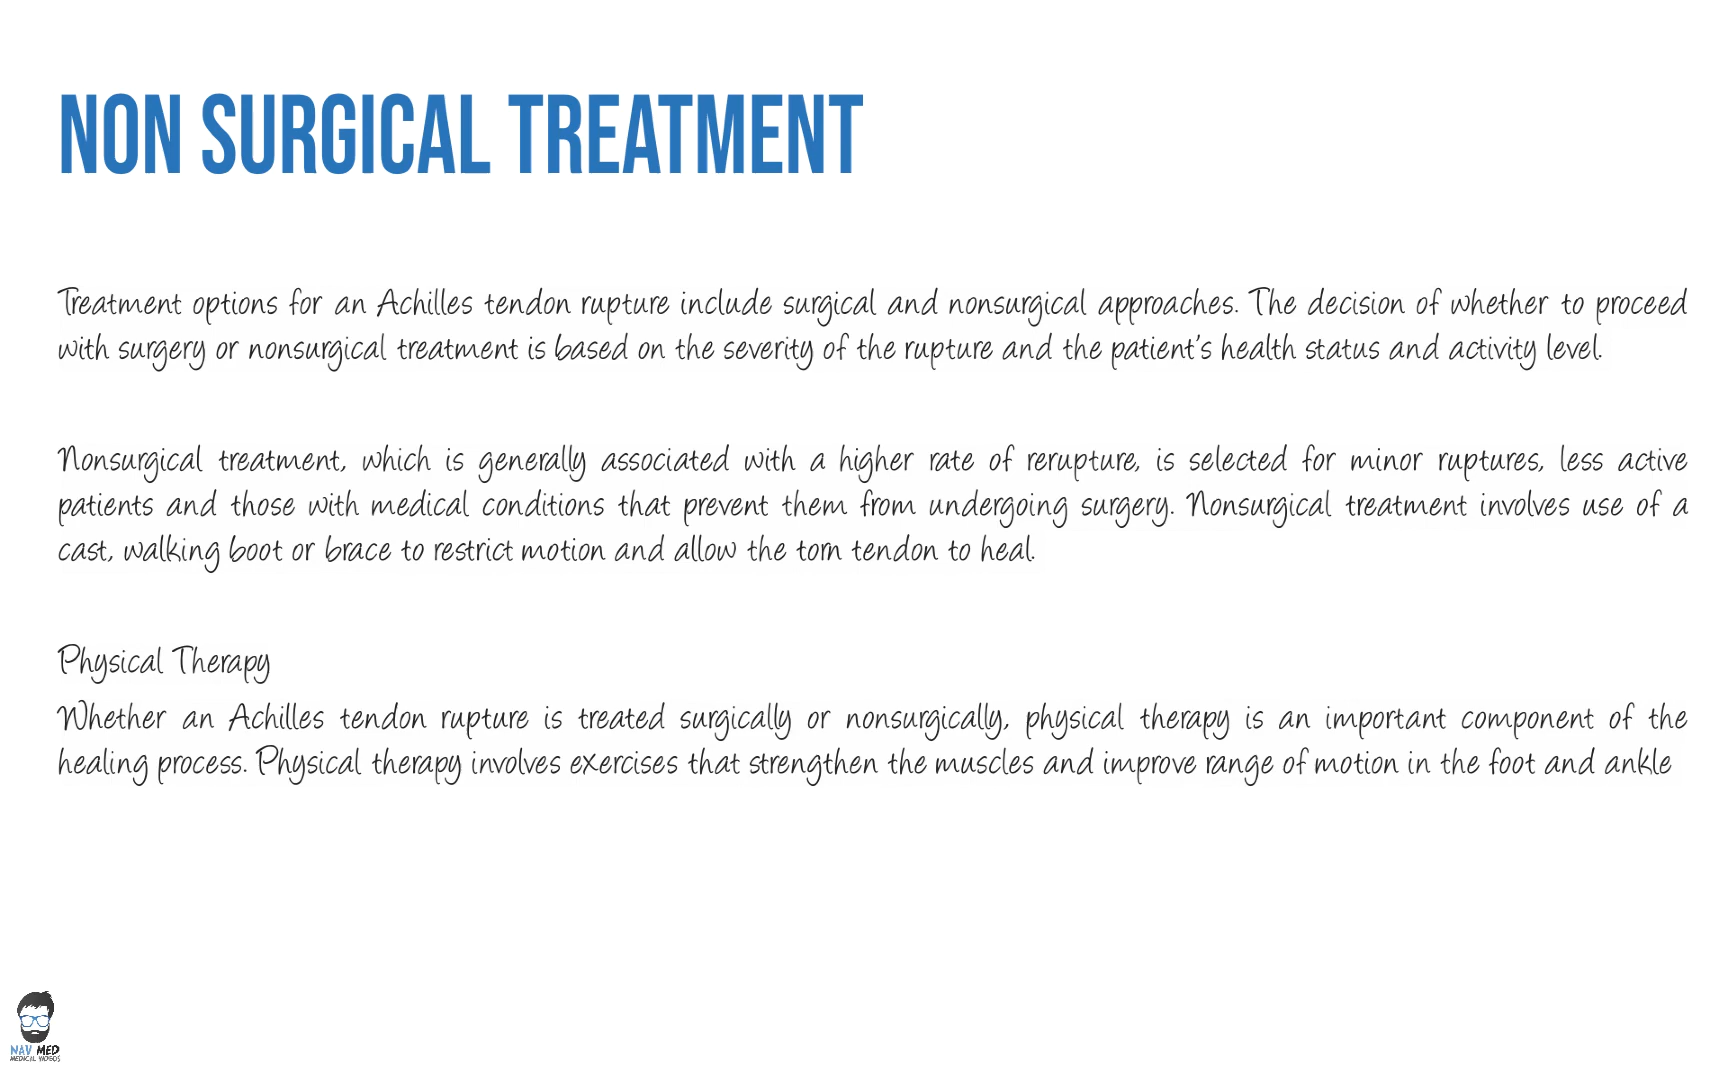 NON SURGICAL TREATMENT
Treatment options for an Achilles tendon rupture include surgical and nonsurgical approaches. The decision of whether to proceed
with surgery or nonsurgical treatment is based on the severity of the rupture and the patient's health status and activity level.
Nonsurgical treatment, which is generally associated with a higher rate of rerupture, is selected for minor ruptures, less active
patients and those with medical conditions that prevent them from undergoing surgery. Nonsurgical treatment involves use of a
cast, walking boot or brace to restrict motion and allow the torn tendon to heal.
Physical Therapy
Whether an Achilles tendon rupture is treated surgically or nonsurgically, physical therapy is an important component of the
healing process. Physical therapy involves exercises that strengthen the muscles and improve range of motion in the foot and ankle
NAV MED
MEDICAL VIDEOS